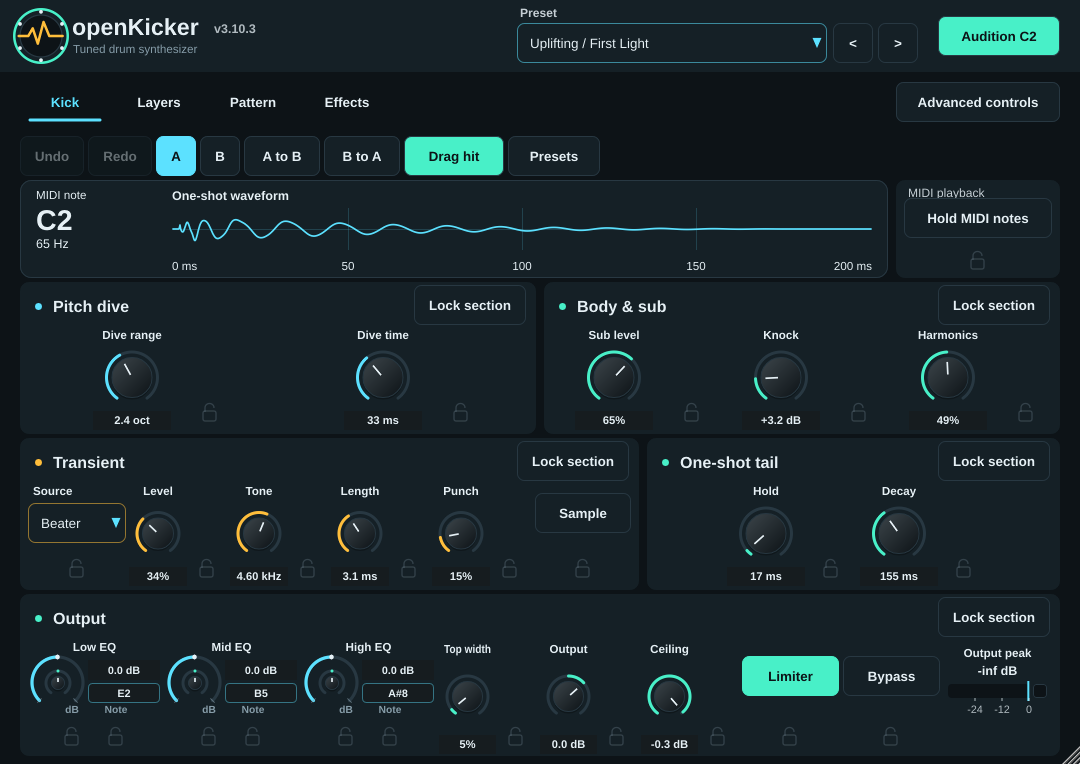 openKicker v3.10.3
Tuned drum synthesizer
Preset
Uplifting / First Light
<
>
Audition C2
Kick
Layers
Pattern
Effects
Advanced controls
Undo
Redo
A
B
A to B
B to A
Drag hit
Presets
MIDI note
C2
65 Hz
One-shot waveform
0 ms
50
100
150
200 ms
MIDI playback
Hold MIDI notes
Pitch dive
Lock section
Dive range
Dive time
2.4 oct
33 ms
Body & sub
Lock section
Sub level
Knock
Harmonics
65%
+3.2 dB
49%
Transient
Lock section
Source
Level
Tone
Length
Punch
Beater
Sample
34%
4.60 kHz
3.1 ms
15%
One-shot tail
Lock section
Hold
Decay
17 ms
155 ms
Output
Lock section
Low EQ
0.0 dB
E2
dB
Note
Mid EQ
0.0 dB
B5
dB
Note
High EQ
0.0 dB
A#8
dB
Note
Top width
Output
Ceiling
5%
0.0 dB
-0.3 dB
Limiter
Bypass
Output peak
-inf dB
-24
-12
0